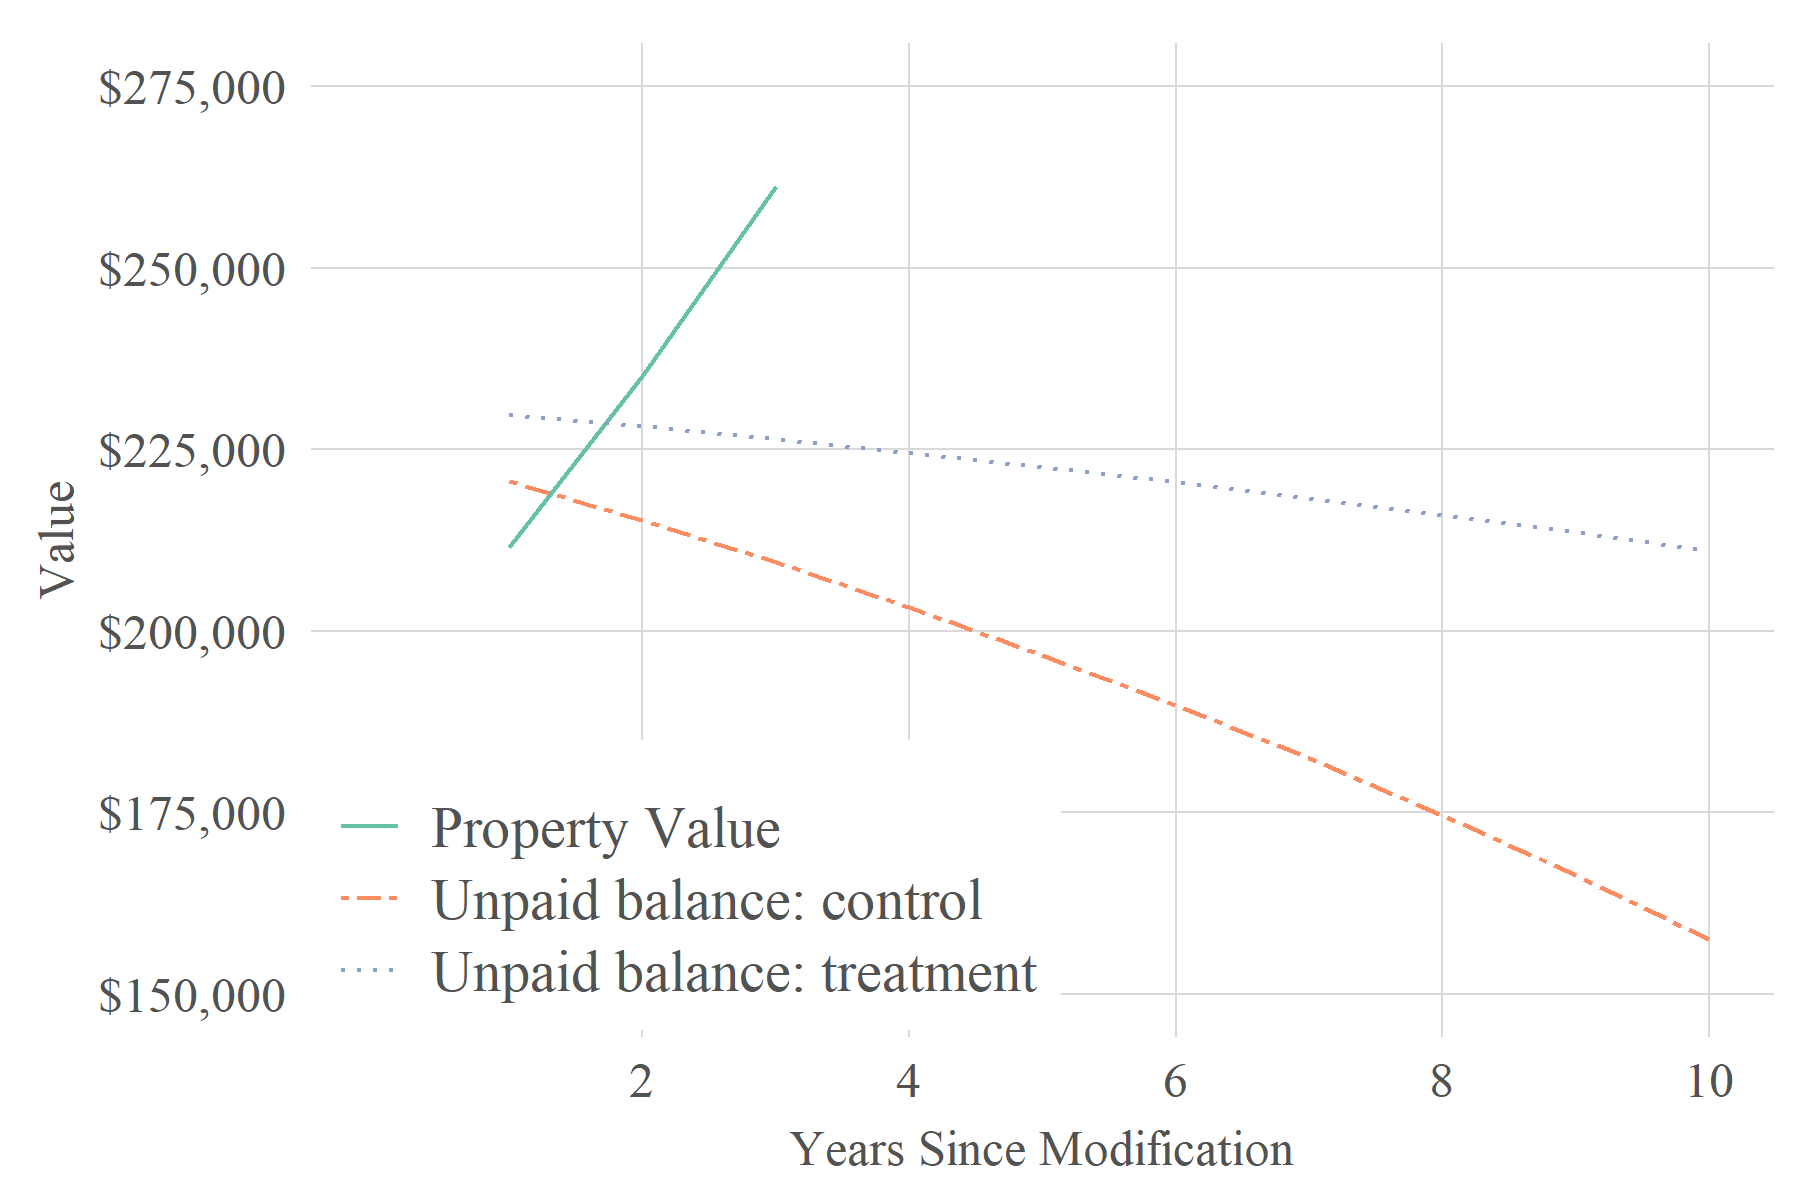 $275,000
$250,000
$225,000
$200,000
$175,000
$150,000
Value
Property Value
Unpaid balance: control
Unpaid balance: treatment
2 4 6 8 10
Years Since Modification